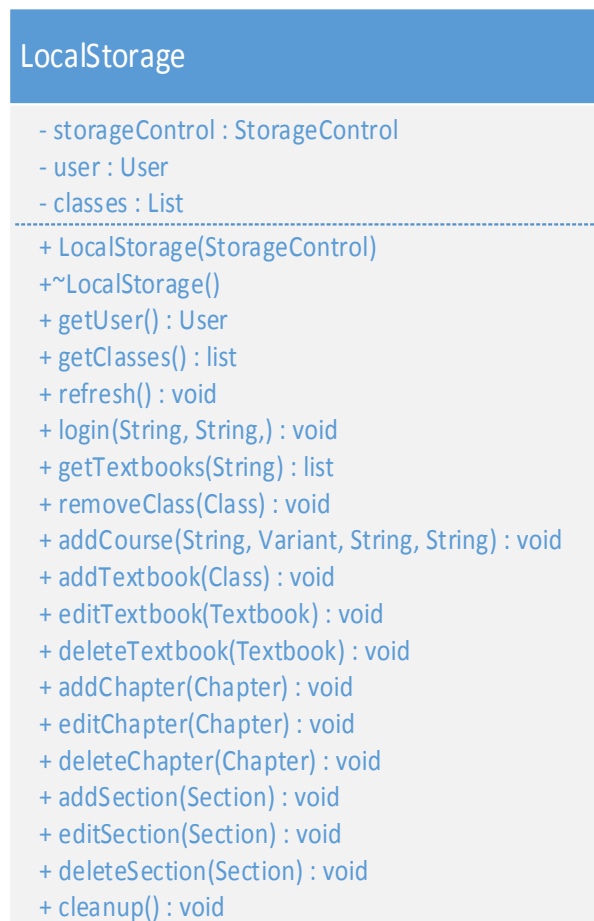 LocalStorage
- storageControl : StorageControl
- user : User
- classes : List
+ LocalStorage(StorageControl)
+~LocalStorage()
+ getUser() : User
+ getClasses() : list
+ refresh() : void
+ login(String, String,) : void
+ getTextbooks(String) : list
+ removeClass(Class) : void
+ addCourse(String, Variant, String, String) : void
+ addTextbook(Class) : void
+ editTextbook(Textbook) : void
+ deleteTextbook(Textbook) : void
+ addChapter(Chapter) : void
+ editChapter(Chapter) : void
+ deleteChapter(Chapter) : void
+ addSection(Section) : void
+ editSection(Section) : void
+ deleteSection(Section) : void
+ cleanup() : void